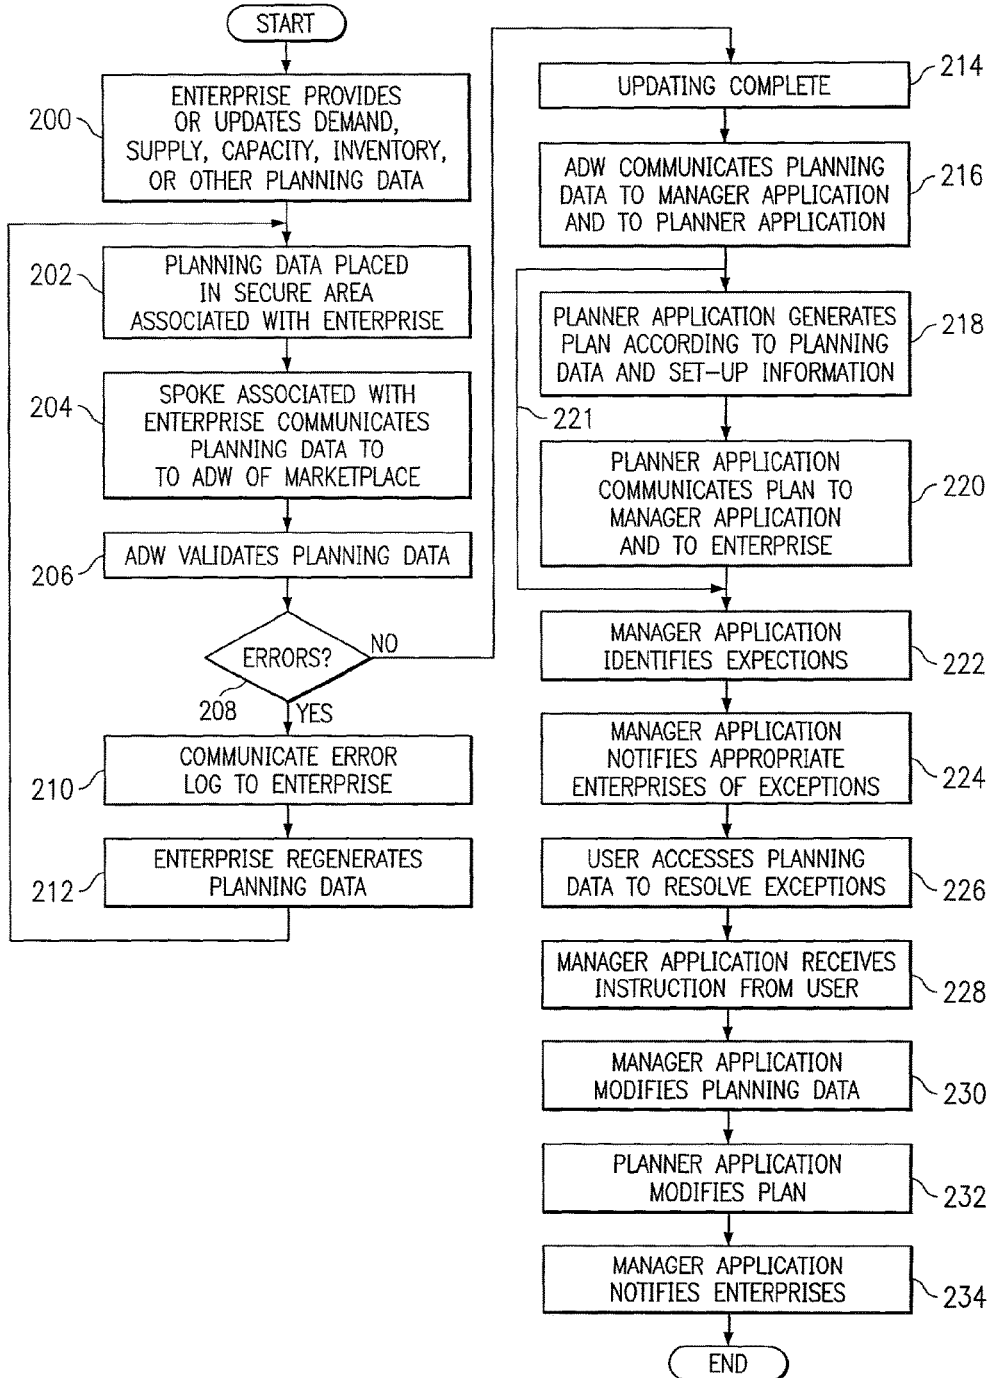 START
200
ENTERPRISE PROVIDES
OR UPDATES DEMAND,
SUPPLY, CAPACITY, INVENTORY,
OR OTHER PLANNING DATA
202
PLANNING DATA PLACED
IN SECURE AREA
ASSOCIATED WITH ENTERPRISE
204
SPOKE ASSOCIATED WITH
ENTERPRISE COMMUNICATES
PLANNING DATA TO
TO ADW OF MARKETPLACE
206
ADW VALIDATES PLANNING DATA
ERRORS?
NO
208
YES
210
COMMUNICATE ERROR
LOG TO ENTERPRISE
212
ENTERPRISE REGENERATES
PLANNING DATA
UPDATING COMPLETE
214
ADW COMMUNICATES PLANNING
DATA TO MANAGER APPLICATION
AND TO PLANNER APPLICATION
216
PLANNER APPLICATION GENERATES
PLAN ACCORDING TO PLANNING
DATA AND SET-UP INFORMATION
218
221
PLANNER APPLICATION
COMMUNICATES PLAN TO
MANAGER APPLICATION
AND TO ENTERPRISE
220
MANAGER APPLICATION
IDENTIFIES EXPECTIONS
222
MANAGER APPLICATION
NOTIFIES APPROPRIATE
ENTERPRISES OF EXCEPTIONS
224
USER ACCESSES PLANNING
DATA TO RESOLVE EXCEPTIONS
226
MANAGER APPLICATION RECEIVES
INSTRUCTION FROM USER
228
MANAGER APPLICATION
MODIFIES PLANNING DATA
230
PLANNER APPLICATION
MODIFIES PLAN
232
MANAGER APPLICATION
NOTIFIES ENTERPRISES
234
END